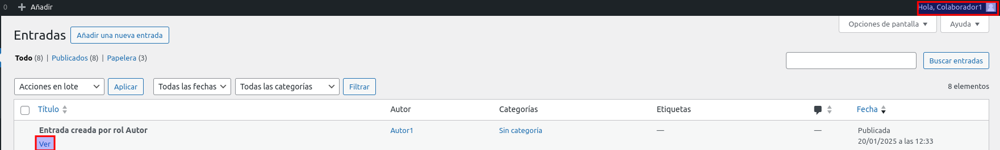 0 Añadir Hola, Colaborador1
Opciones de pantalla Ayuda
Entradas Añadir una nueva entrada
Todo (8) | Publicados (8) | Papelera (3)
Buscar entradas
Acciones en lote Aplicar Todas las fechas Todas las categorías Filtrar 8 elementos
Título Autor Categorías Etiquetas Fecha
Entrada creada por rol Autor Autor1 Sin categoría — — Publicada
Ver 20/01/2025 a las 12:33